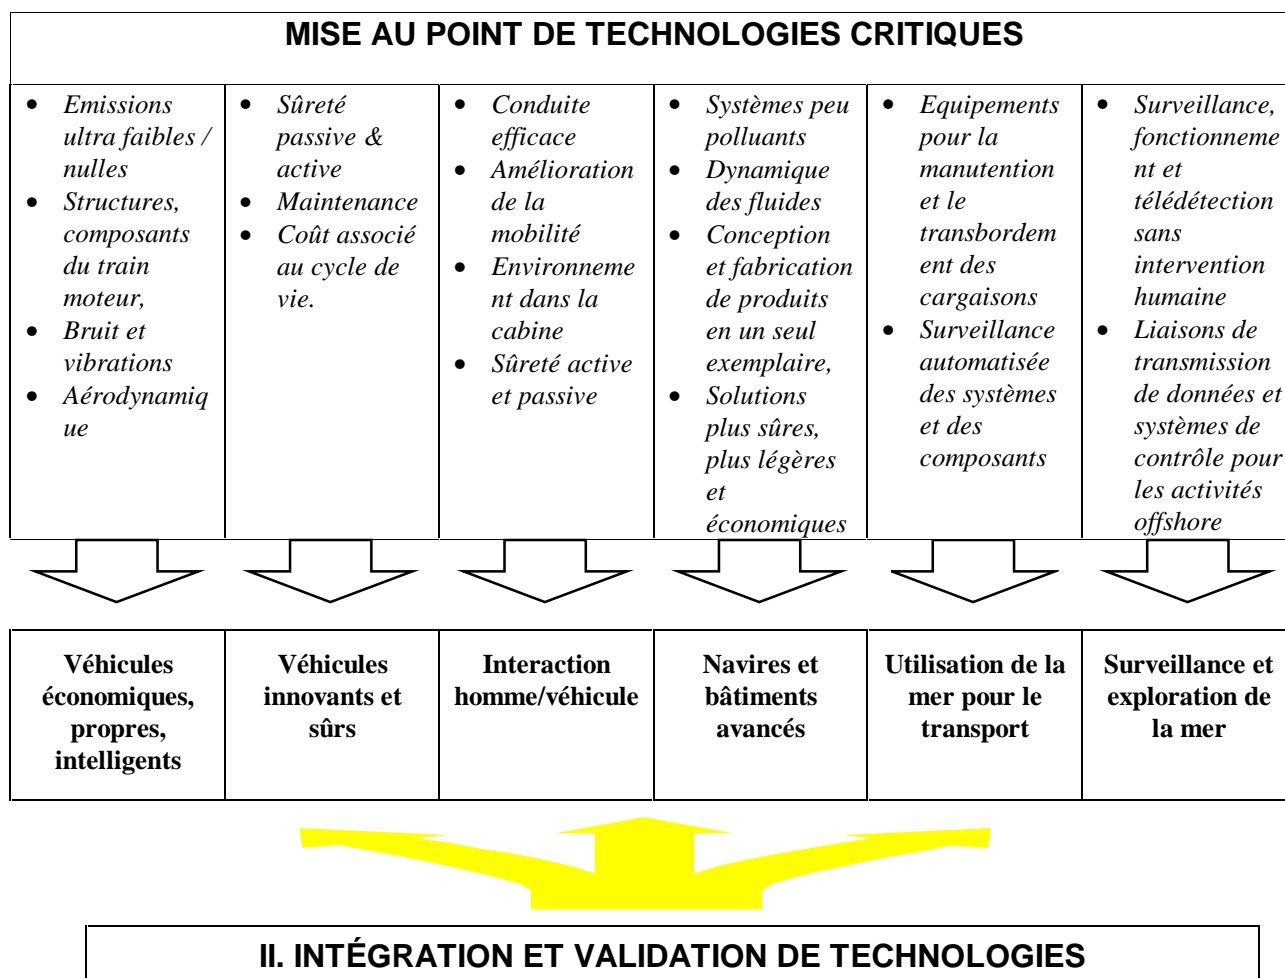 MISE AU POINT DE TECHNOLOGIES CRITIQUES
• Emissions
ultra faibles /
nulles
• Structures,
composants
du train
moteur,
• Bruit et
vibrations
• Aérodynamiq
ue
• Sûreté
passive &
active
• Maintenance
• Coût associé
au cycle de
vie.
• Conduite
efficace
• Amélioration
de la
mobilité
• Environneme
nt dans la
cabine
• Sûreté active
et passive
• Systèmes peu
polluants
• Dynamique
des fluides
• Conception
et fabrication
de produits
en un seul
exemplaire,
• Solutions
plus sûres,
plus légères
et
économiques
• Equipements
pour la
manutention
et le
transbordem
ent des
cargaisons
• Surveillance
automatisée
des systèmes
et des
composants
• Surveillance,
fonctionneme
nt et
télédétection
sans
intervention
humaine
• Liaisons de
transmission
de données et
systèmes de
contrôle pour
les activités
offshore
Véhicules
économiques,
propres,
intelligents
Véhicules
innovants et
sûrs
Interaction
homme/véhicule
Navires et
bâtiments
avancés
Utilisation de la
mer pour le
transport
Surveillance et
exploration de
la mer
II. INTÉGRATION ET VALIDATION DE TECHNOLOGIES